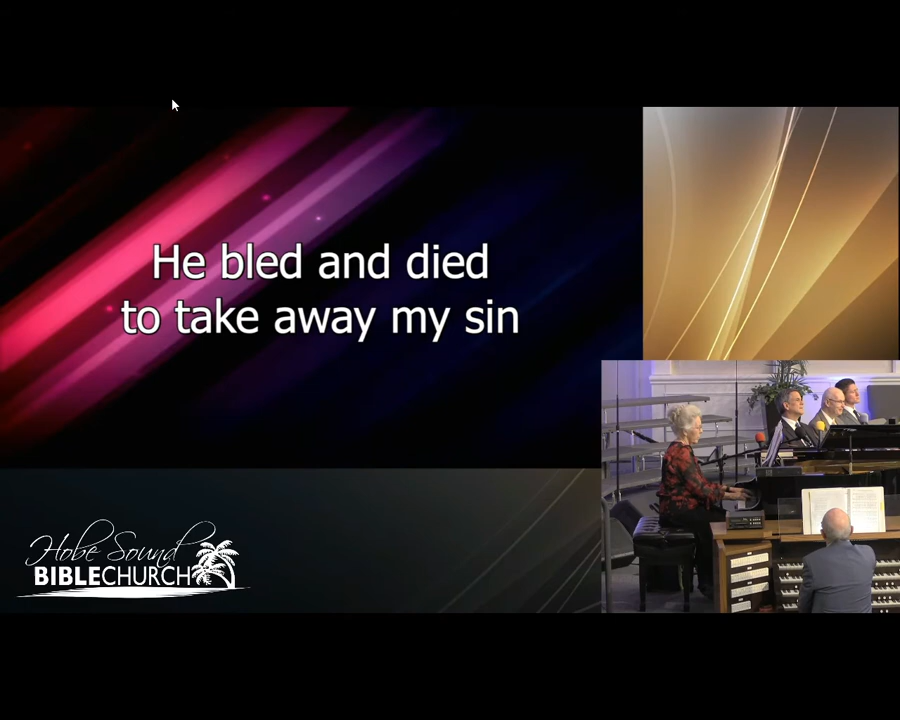 He bled and died
to take away my sin
Hobe Sound
BIBLECHURCH